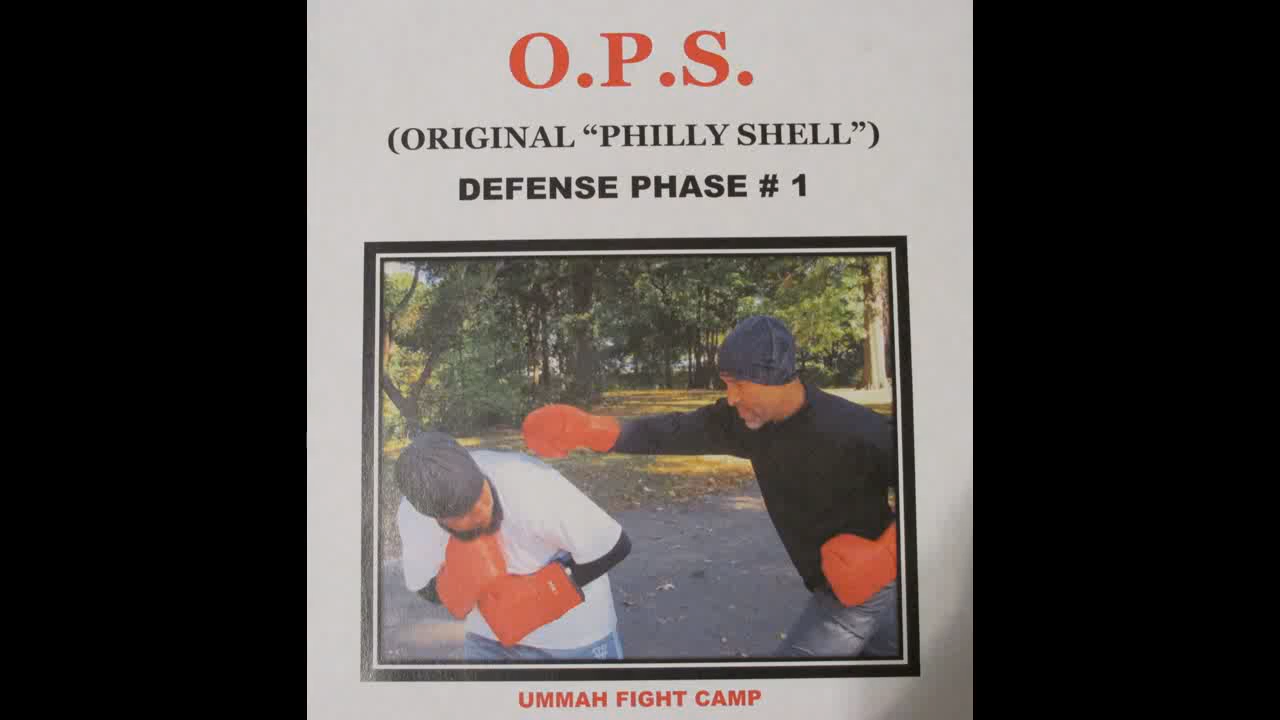 O.P.S.
(ORIGINAL “PHILLY SHELL”)
DEFENSE PHASE # 1
UMMAH FIGHT CAMP